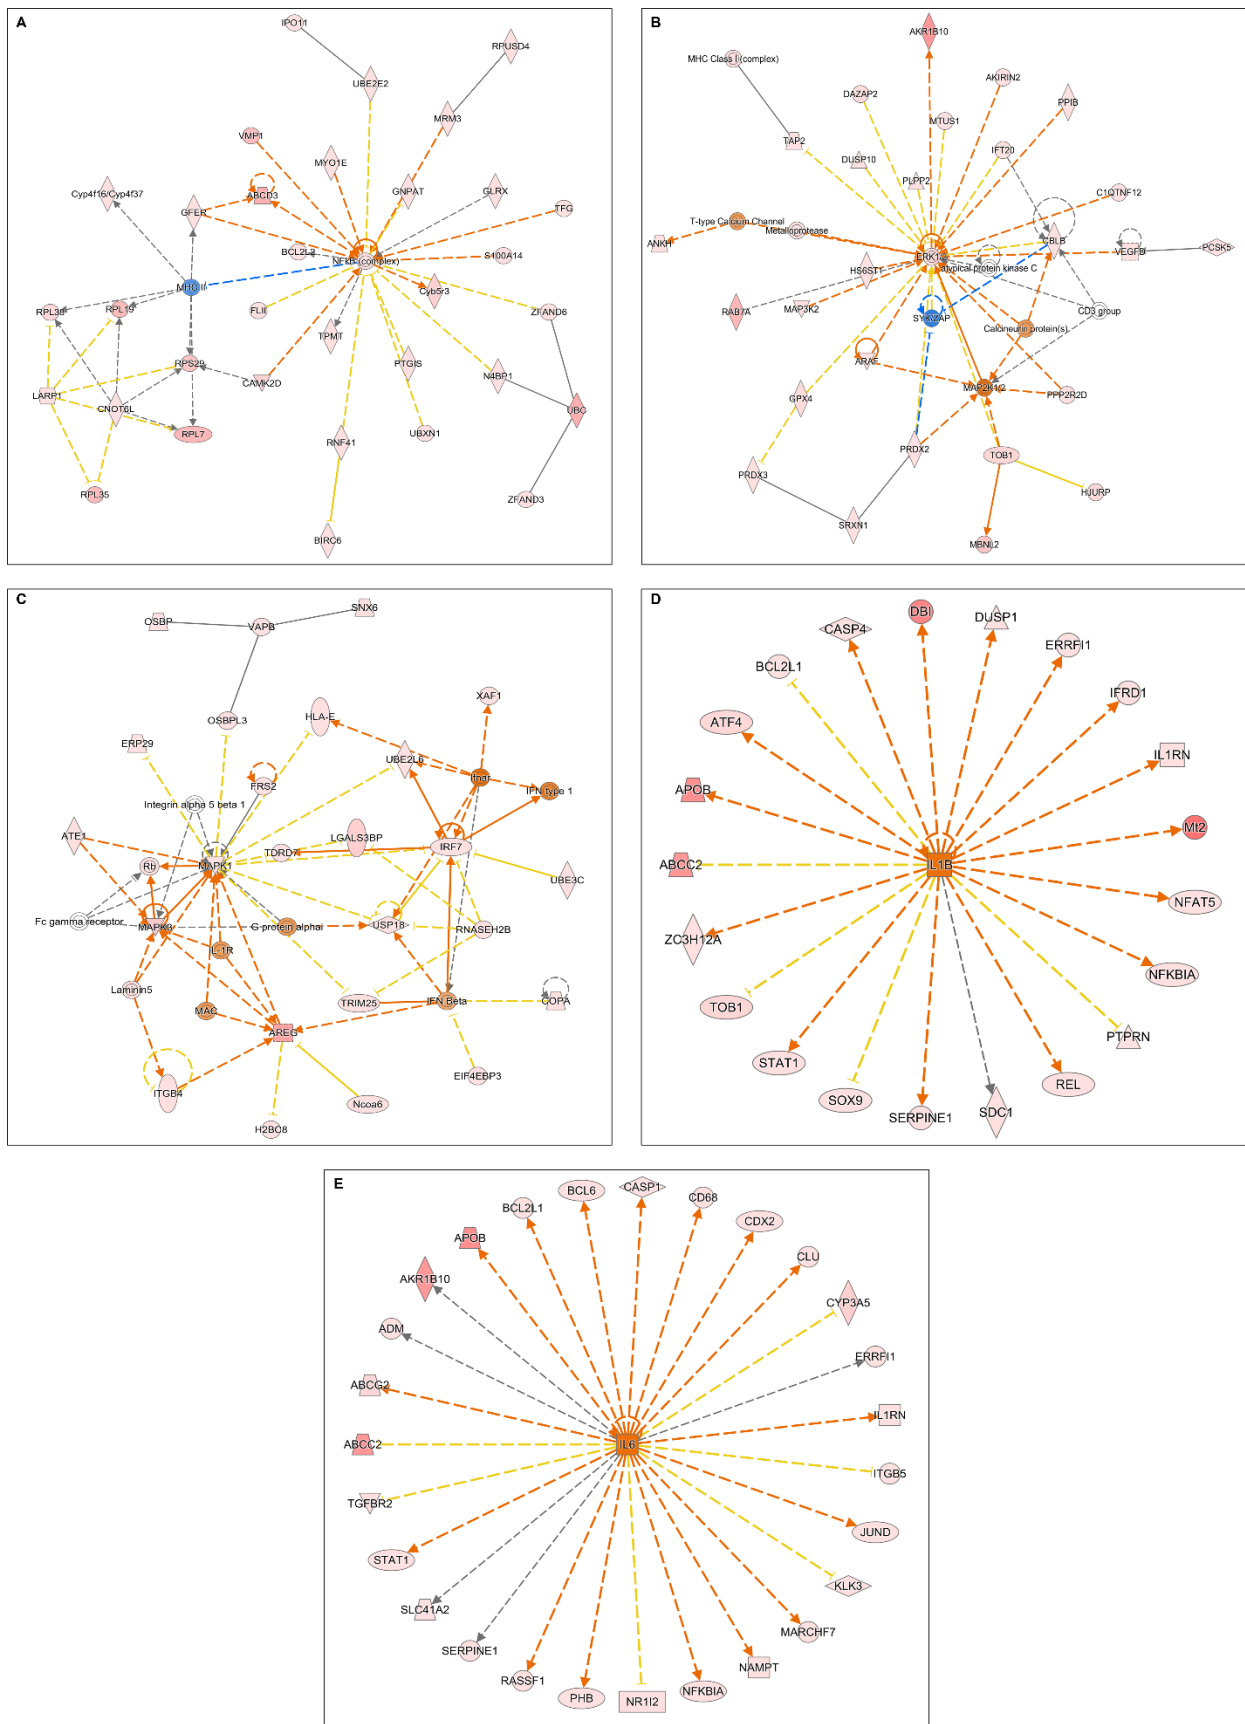 A
IPO11
RPUSD4
UBE2E2
MRM3
VMP1
MYO1E
Cyp4f16/Cyp4f37
ABCD3
GNPAT
GLRX
GFER
TFG
BCL2L2
NFkB (complex)
S100A14
MHC II
Cyb5r3
FLII
RPL38
RPL19
TPMT
ZFAND6
RPS29
PTGIS
CAMK2D
N4BP1
LARP1
CNOT6L
UBC
RPL7
RNF41
UBXN1
RPL35
ZFAND3
BIRC6
B
AKR1B10
MHC Class I (complex)
AKIRIN2
DAZAP2
PPIB
MTUS1
TAP2
DUSP10
IFT20
PLPP2
C1QTNF12
T-type Calcium Channel
Metalloprotease
ANKH
CBLB
VEGFD
PCSK5
ERK1/2
HS6ST1
atypical protein kinase C
RAB7A
MAP3K2
CD3 group
SYK/ZAP
Calcineurin protein(s)
ARAF
MAP2K1/2
GPX4
PPP2R2D
PRDX2
TOB1
PRDX3
HJURP
SRXN1
MBNL2
C
OSBP
SNX6
VAPB
XAF1
OSBPL3
HLA-E
ERP29
UBE2L6
Ifnar
FRS2
IFN type 1
Integrin alpha 5 beta 1
ATE1
LGALS3BP
TDRD7
IRF7
Rb
MAPK
UBE3C
Fc gamma receptor
MAPK3
G protein alphai
USP18
RNASEH2B
IL-1R
Laminin5
MAC
TRIM25
IFN Beta
COPA
AREG
ITGB4
EIF4EBP3
Ncoa6
H2BC8
D
DBI
DUSP1
CASP4
ERRFI1
BCL2L1
IFRD1
ATF4
IL1RN
APOB
Mt2
ABCC2
IL1B
NFAT5
ZC3H12A
NFKBIA
TOB1
PTPRN
STAT1
REL
SOX9
SERPINE1
SDC1
E
BCL6
CASP1
CD68
BCL2L1
CDX2
APOB
CLU
AKR1B10
CYP3A5
ADM
ERRFI1
ABCG2
IL1RN
ABCC2
IL6
ITGB5
TGFBR2
JUND
STAT1
KLK3
SLC41A2
MARCHF7
SERPINE1
NAMPT
RASSF1
NFKBIA
PHB
NR1I2